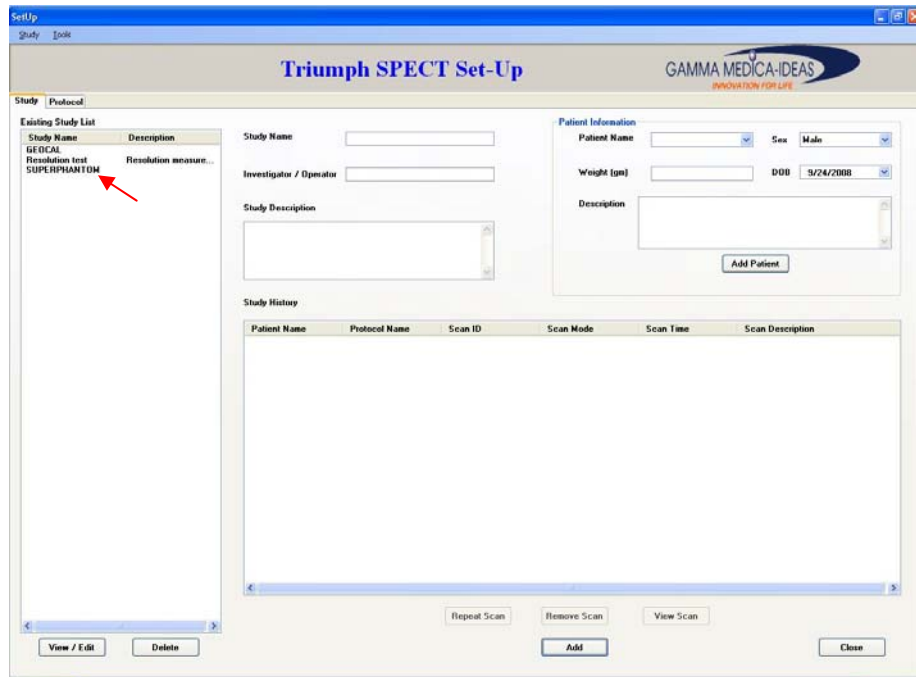 SetUp
Study Tools
Triumph SPECT Set-Up
GAMMA MEDICA-IDEAS
INNOVATION FOR LIFE
Study Protocol
Existing Study List
Study Name Description
GEOCAL
Resolution test Resolution measure...
SUPERPHANTOM
View / Edit Delete
Study Name
Investigator / Operator
Study Description
Patient Information
Patient Name Sex Male
Weight (gm) DOB 9/24/2008
Description
Add Patient
Study History
Patient Name Protocol Name Scan ID Scan Mode Scan Time Scan Description
Repeat Scan Remove Scan View Scan
Add Close